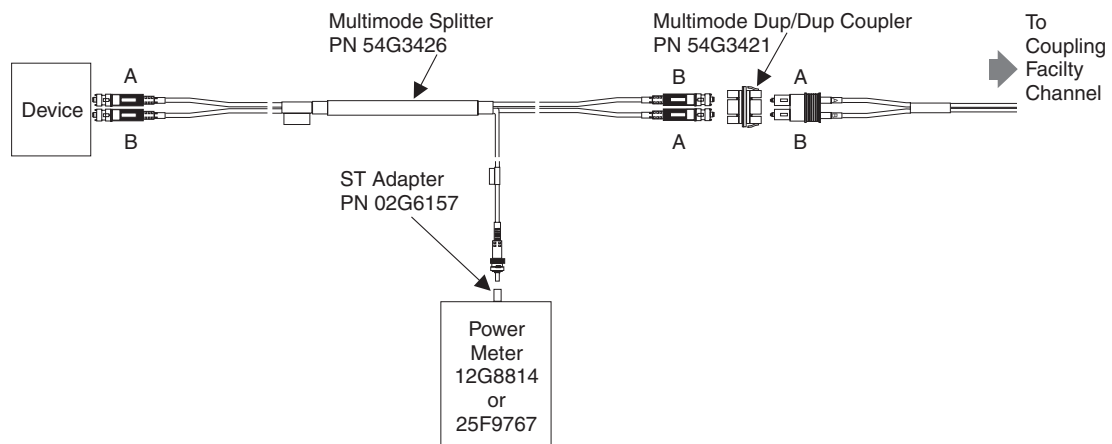 Multimode Splitter
PN 54G3426
Multimode Dup/Dup Coupler
PN 54G3421
To
Coupling
Facilty
Channel
A
B
A
Device
B
A
B
ST Adapter
PN 02G6157
Power
Meter
12G8814
or
25F9767